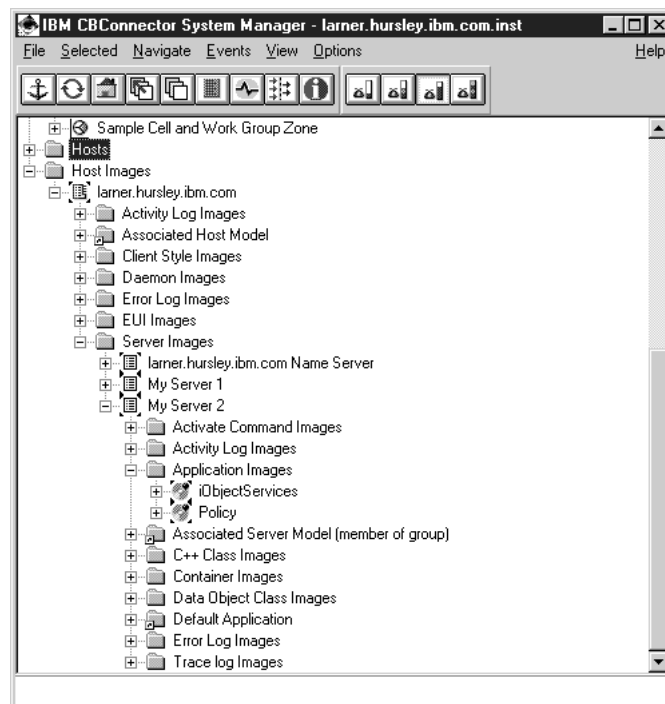 IBM CBConnector System Manager - larner.hursley.ibm.com.inst
File Selected Navigate Events View Options Help
Sample Cell and Work Group Zone
Hosts
Host Images
larner.hursley.ibm.com
Activity Log Images
Associated Host Model
Client Style Images
Daemon Images
Error Log Images
EUI Images
Server Images
larner.hursley.ibm.com Name Server
My Server 1
My Server 2
Activate Command Images
Activity Log Images
Application Images
iObjectServices
Policy
Associated Server Model (member of group)
C++ Class Images
Container Images
Data Object Class Images
Default Application
Error Log Images
Trace log Images